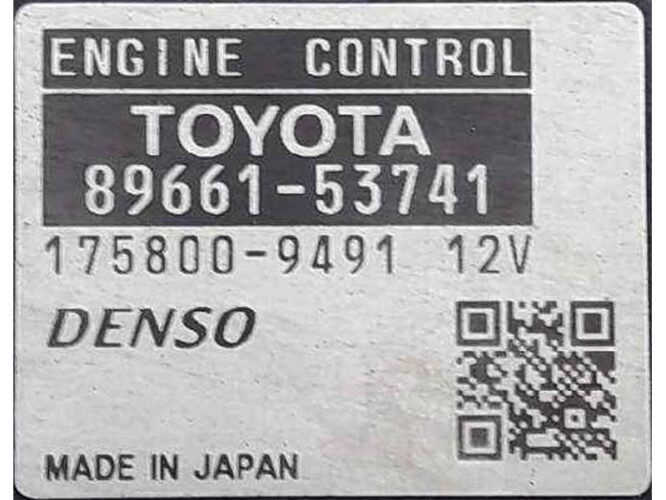 ENGINE CONTROL
TOYOTA
89661-53741
175800-9491 12V
DENSO
MADE IN JAPAN